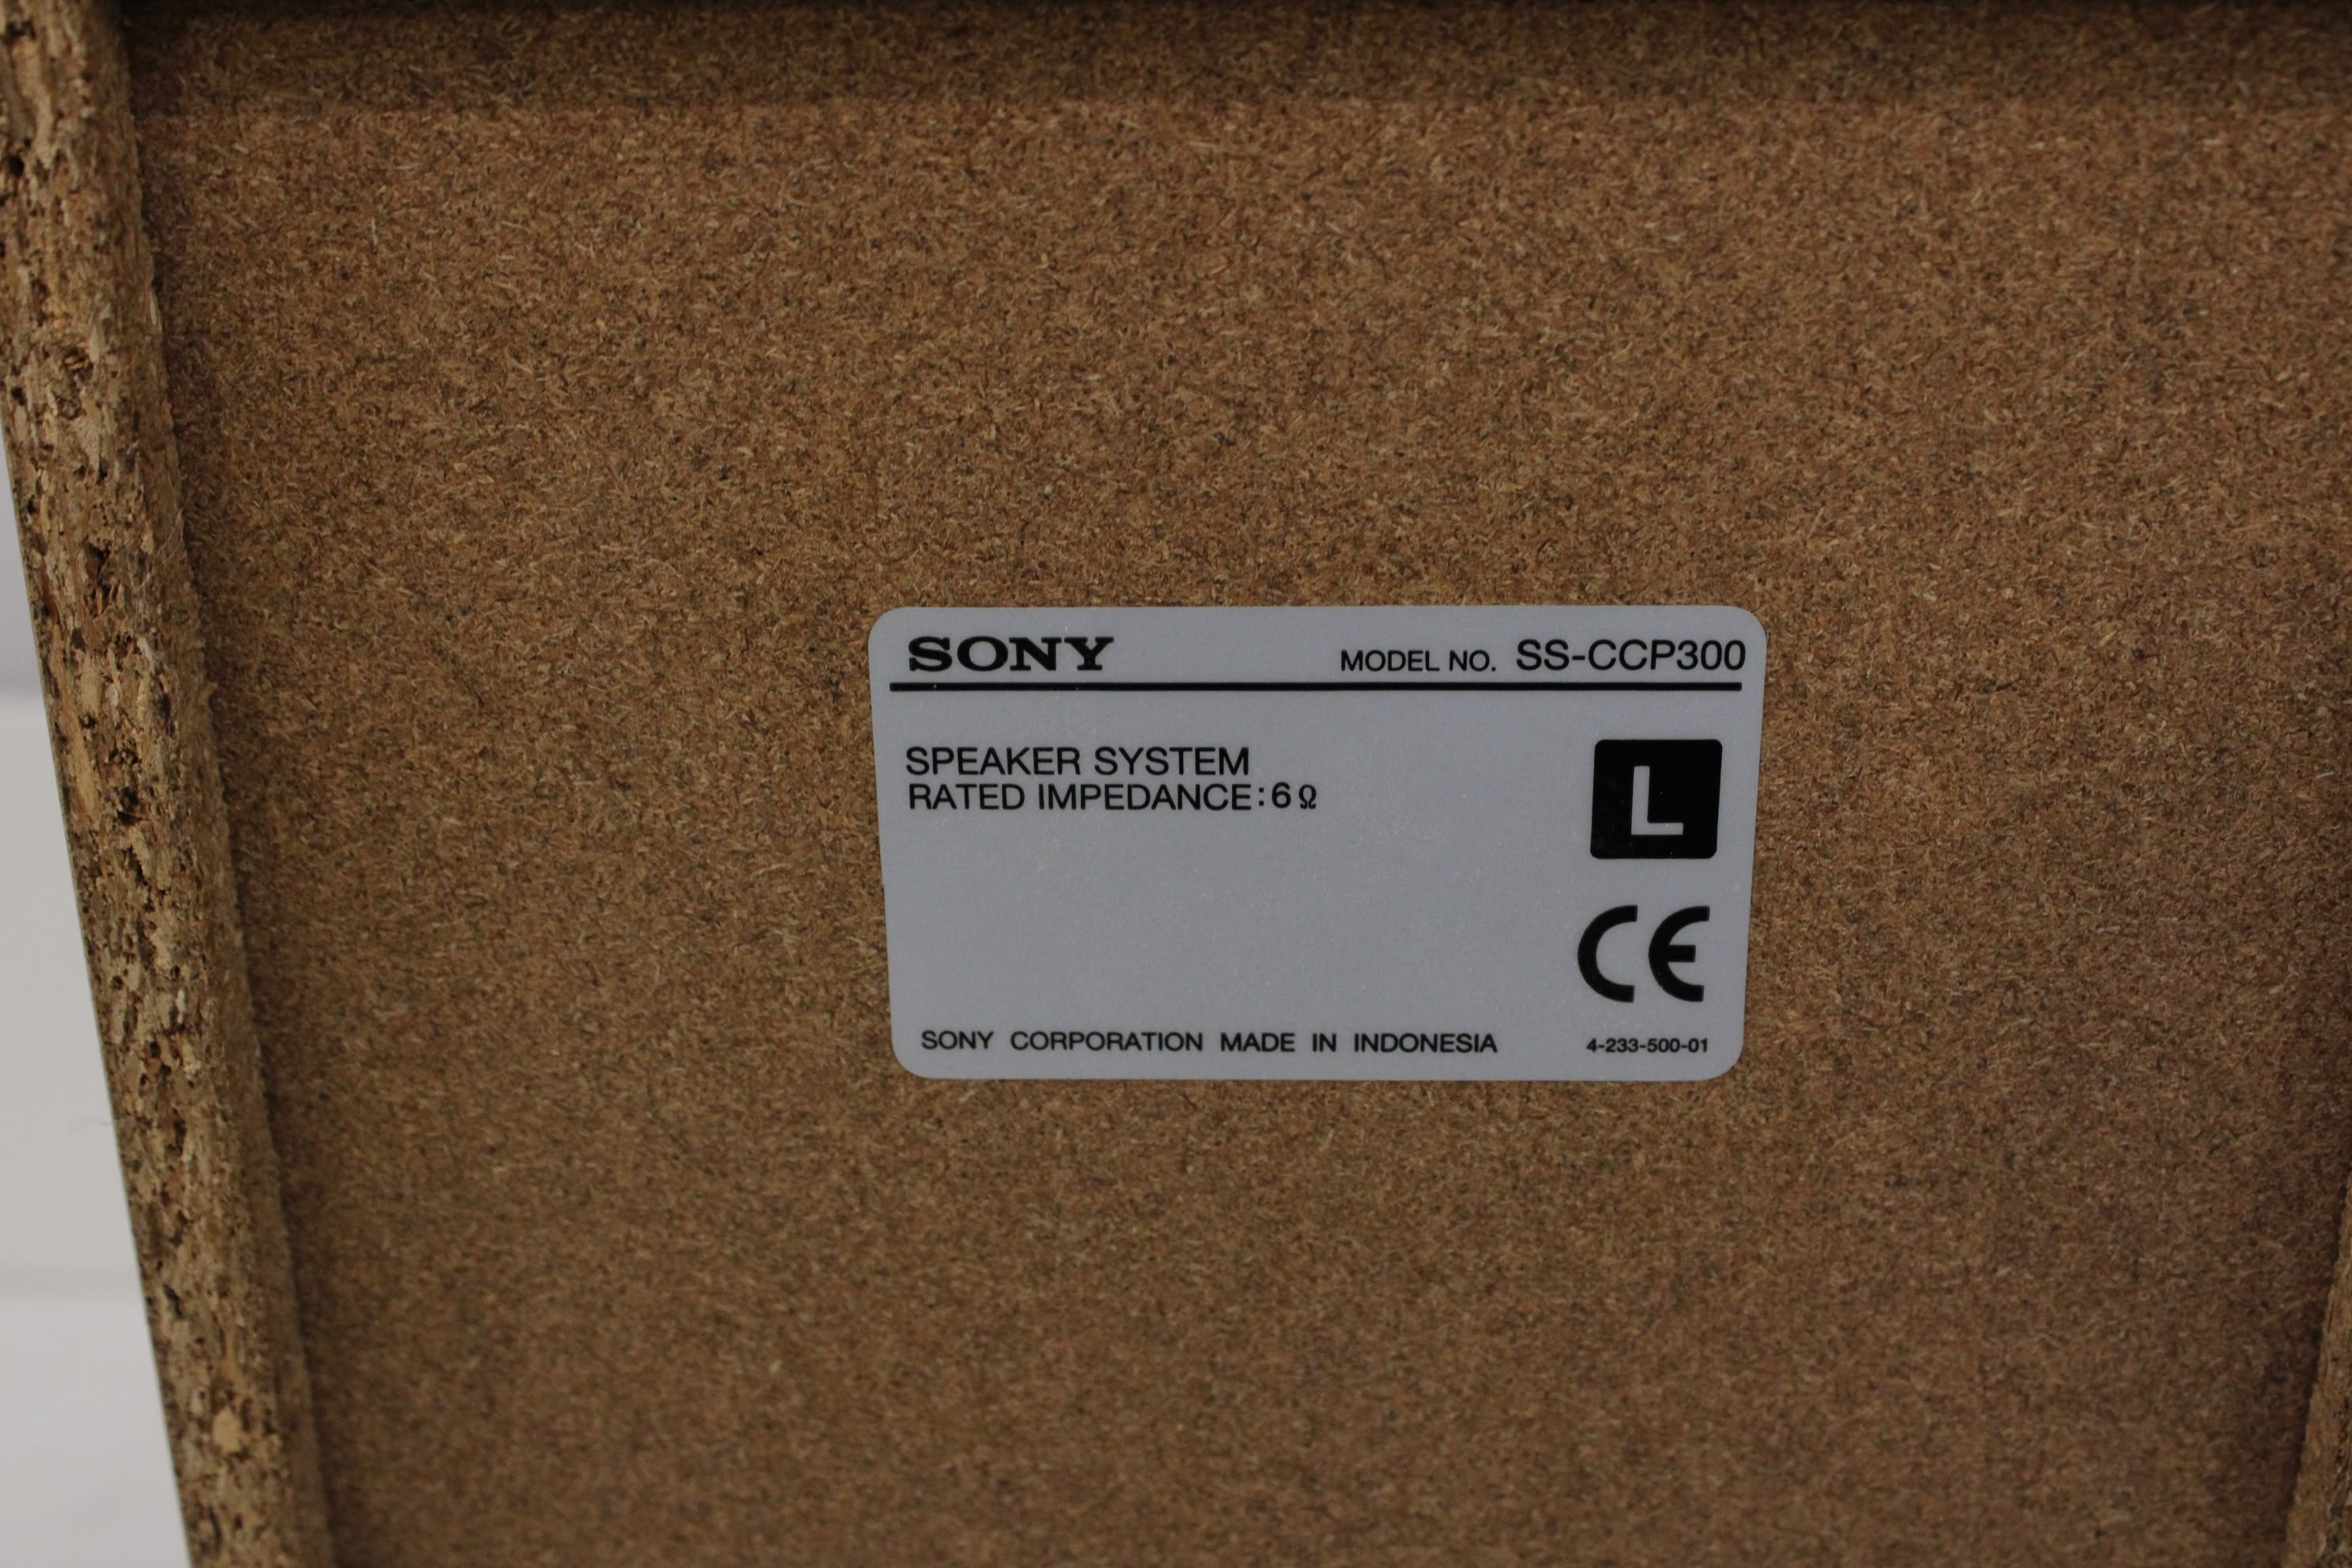 SONY MODEL NO. SS-CCP300
SPEAKER SYSTEM
RATED IMPEDANCE:6Ω
L
CE
SONY CORPORATION MADE IN INDONESIA 4-233-500-01